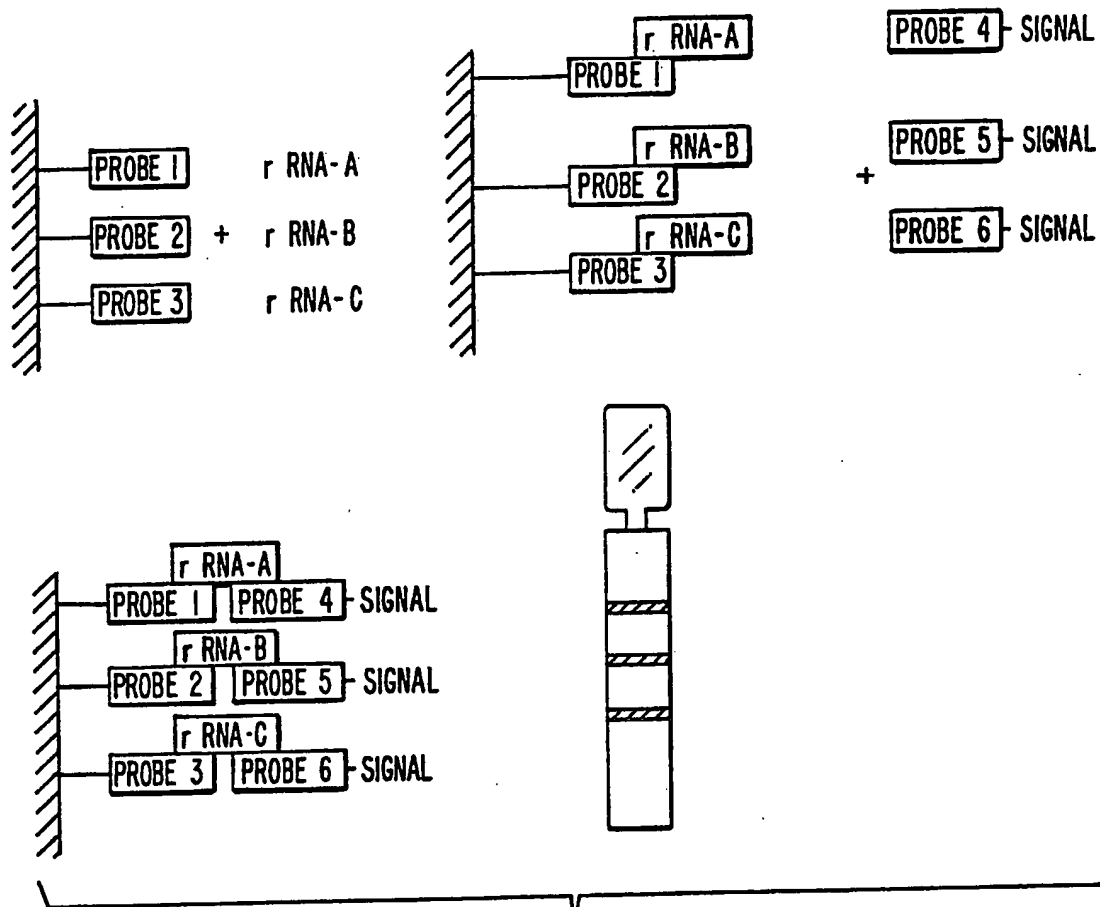 PROBE 1 r RNA-A
PROBE 2 + r RNA-B
PROBE 3 r RNA-C
r RNA-A
PROBE 1
r RNA-B
PROBE 2
r RNA-C
PROBE 3
+
PROBE 4 SIGNAL
PROBE 5 SIGNAL
PROBE 6 SIGNAL
r RNA-A
PROBE 1 PROBE 4 SIGNAL
r RNA-B
PROBE 2 PROBE 5 SIGNAL
r RNA-C
PROBE 3 PROBE 6 SIGNAL